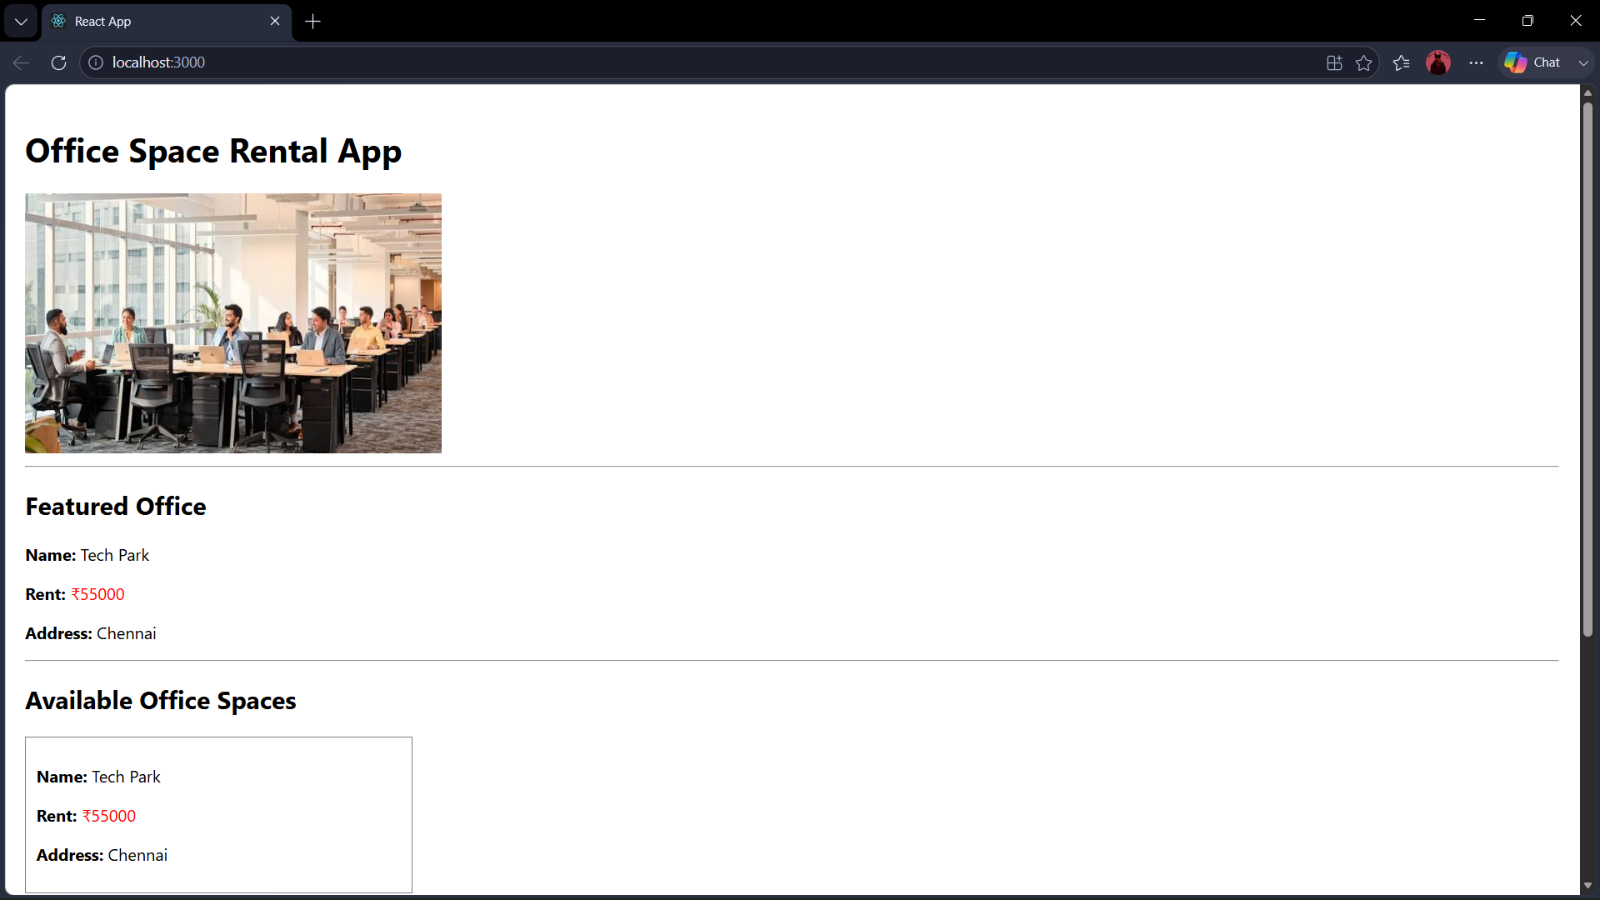 React App
localhost:3000
Chat
Office Space Rental App
Featured Office
Name: Tech Park
Rent: ₹55000
Address: Chennai
Available Office Spaces
Name: Tech Park
Rent: ₹55000
Address: Chennai